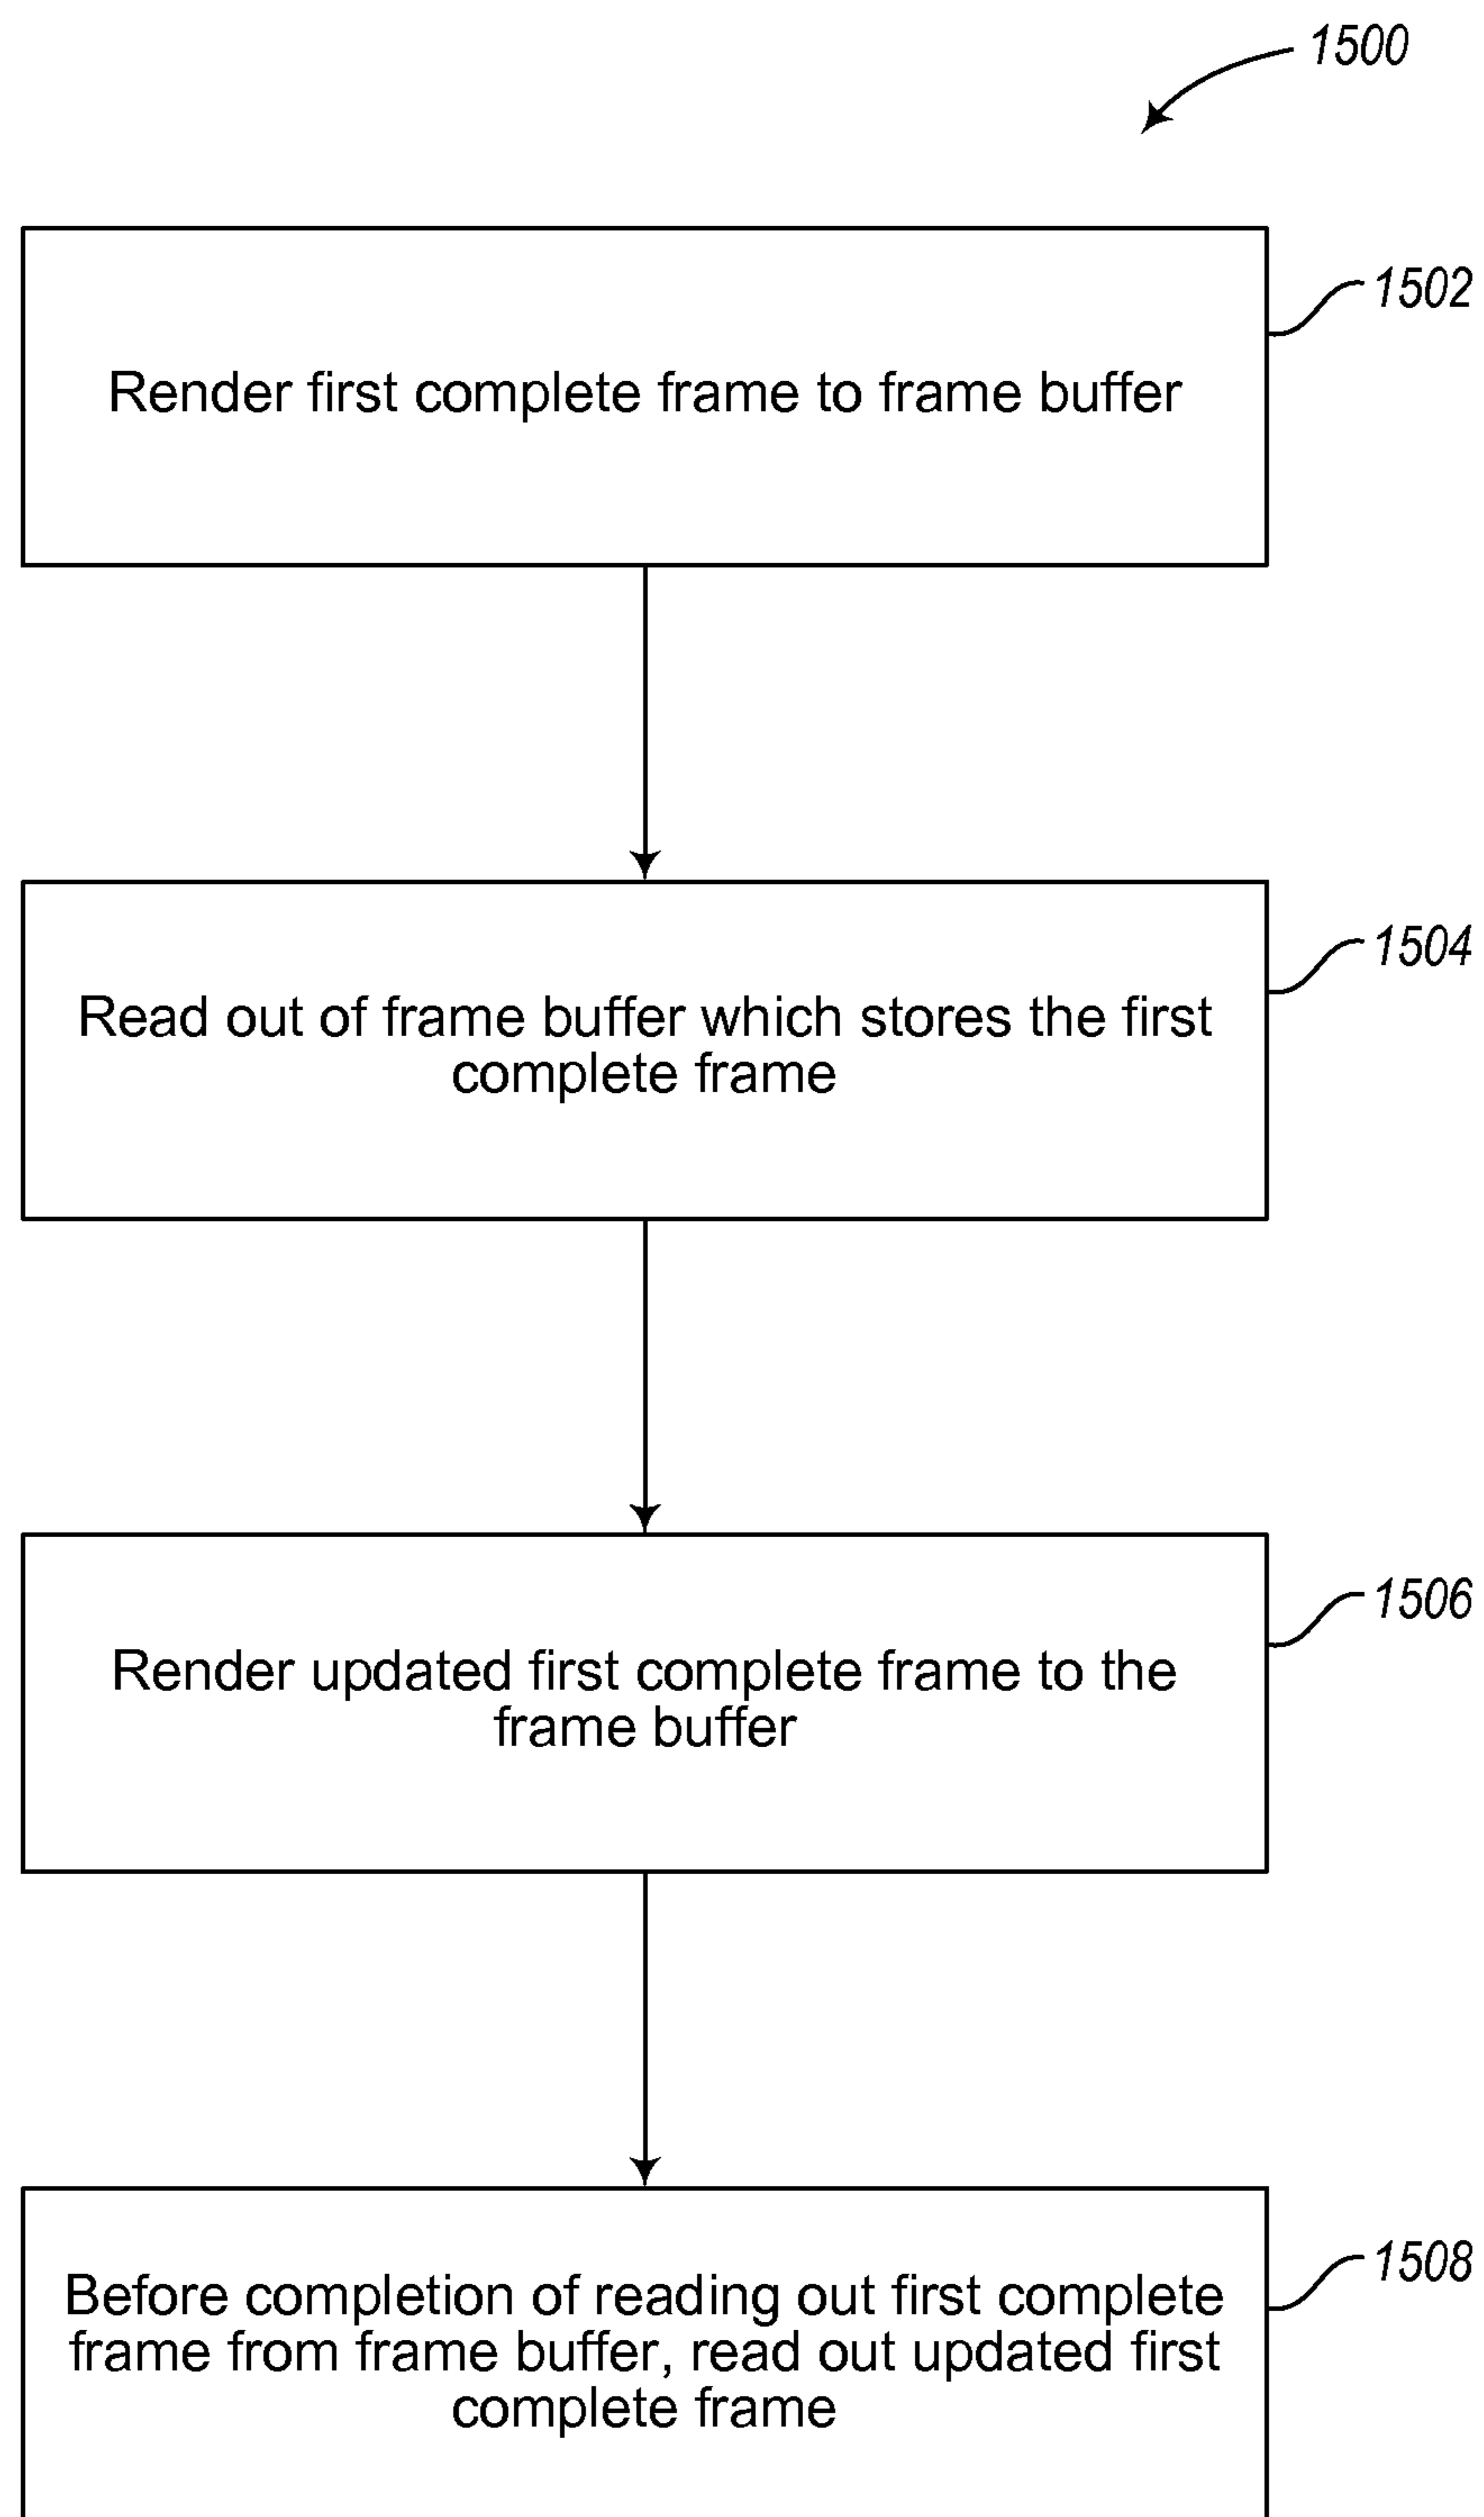 1500
1502
Render first complete frame to frame buffer
1504
Read out of frame buffer which stores the first
complete frame
1506
Render updated first complete frame to the
frame buffer
1508
Before completion of reading out first complete
frame from frame buffer, read out updated first
complete frame